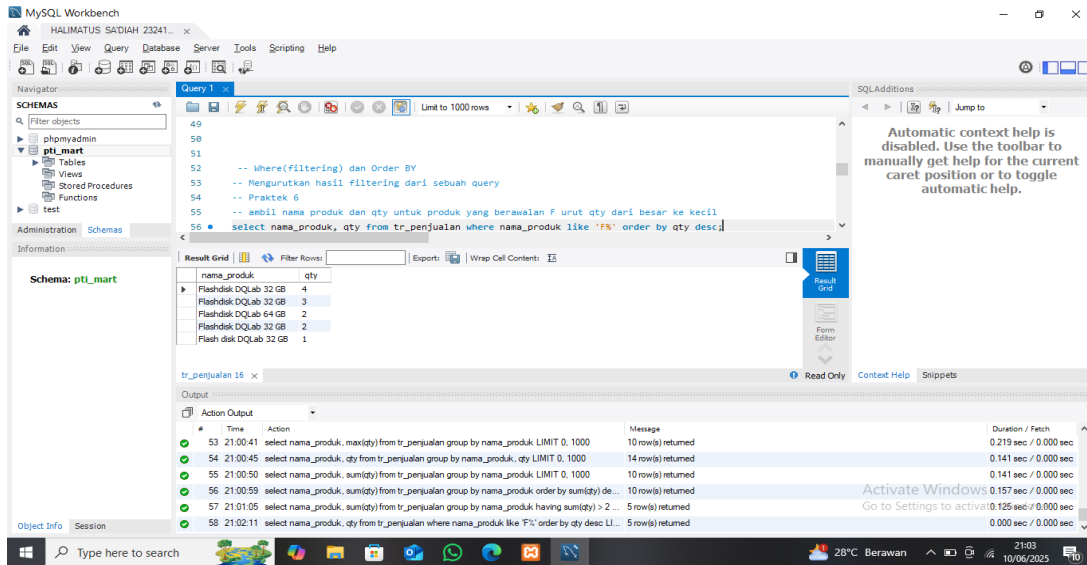 MySQL Workbench
HALIMATUS SA'DIAH 23241...
File Edit View Query Database Server Tools Scripting Help
Navigator
SCHEMAS
Filter objects
phpmyadmin
pti_mart
Tables
Views
Stored Procedures
Functions
test
Administration Schemas
Information
Schema: pti_mart
Object Info Session
Query 1
Limit to 1000 rows
49
50
51
52 -- Where(filtering) dan Order BY
53 -- Mengurutkan hasil filtering dari sebuah query
54 -- Praktek 6
55 -- ambil nama produk dan qty untuk produk yang berawalan F urut qty dari besar ke kecil
56 select nama_produk, qty from tr_penjualan where nama_produk like 'F%' order by qty desc;
Result Grid Filter Rows: Export: Wrap Cell Content: IA
nama_produk qty
Flashdisk DQLab 32 GB 4
Flashdisk DQLab 32 GB 3
Flashdisk DQLab 64 GB 2
Flashdisk DQLab 32 GB 2
Flash disk DQLab 32 GB 1
Result Grid
Form Editor
tr_penjualan 16
Read Only
SQLAdditions
Jump to
Automatic context help is
disabled. Use the toolbar to
manually get help for the current
caret position or to toggle
automatic help.
Context Help Snippets
Output
Action Output
# Time Action Message Duration / Fetch
53 21:00:41 select nama_produk, max(qty) from tr_penjualan group by nama_produk LIMIT 0, 1000 10 row(s) returned 0.219 sec / 0.000 sec
54 21:00:45 select nama_produk, qty from tr_penjualan group by nama_produk, qty LIMIT 0, 1000 14 row(s) returned 0.141 sec / 0.000 sec
55 21:00:50 select nama_produk, sum(qty) from tr_penjualan group by nama_produk LIMIT 0, 1000 10 row(s) returned 0.141 sec / 0.000 sec
56 21:00:59 select nama_produk, sum(qty) from tr_penjualan group by nama_produk order by sum(qty) de... 10 row(s) returned 0.157 sec / 0.000 sec
57 21:01:05 select nama_produk, sum(qty) from tr_penjualan group by nama_produk having sum(qty) > 2 ... 5 row(s) returned 0.125 sec / 0.000 sec
58 21:02:11 select nama_produk, qty from tr_penjualan where nama_produk like 'F%' order by qty desc LI... 5 row(s) returned 0.000 sec / 0.000 sec
Activate Windows
Go to Settings to activate
Type here to search
28°C Berawan
21:03
10/06/2025
10